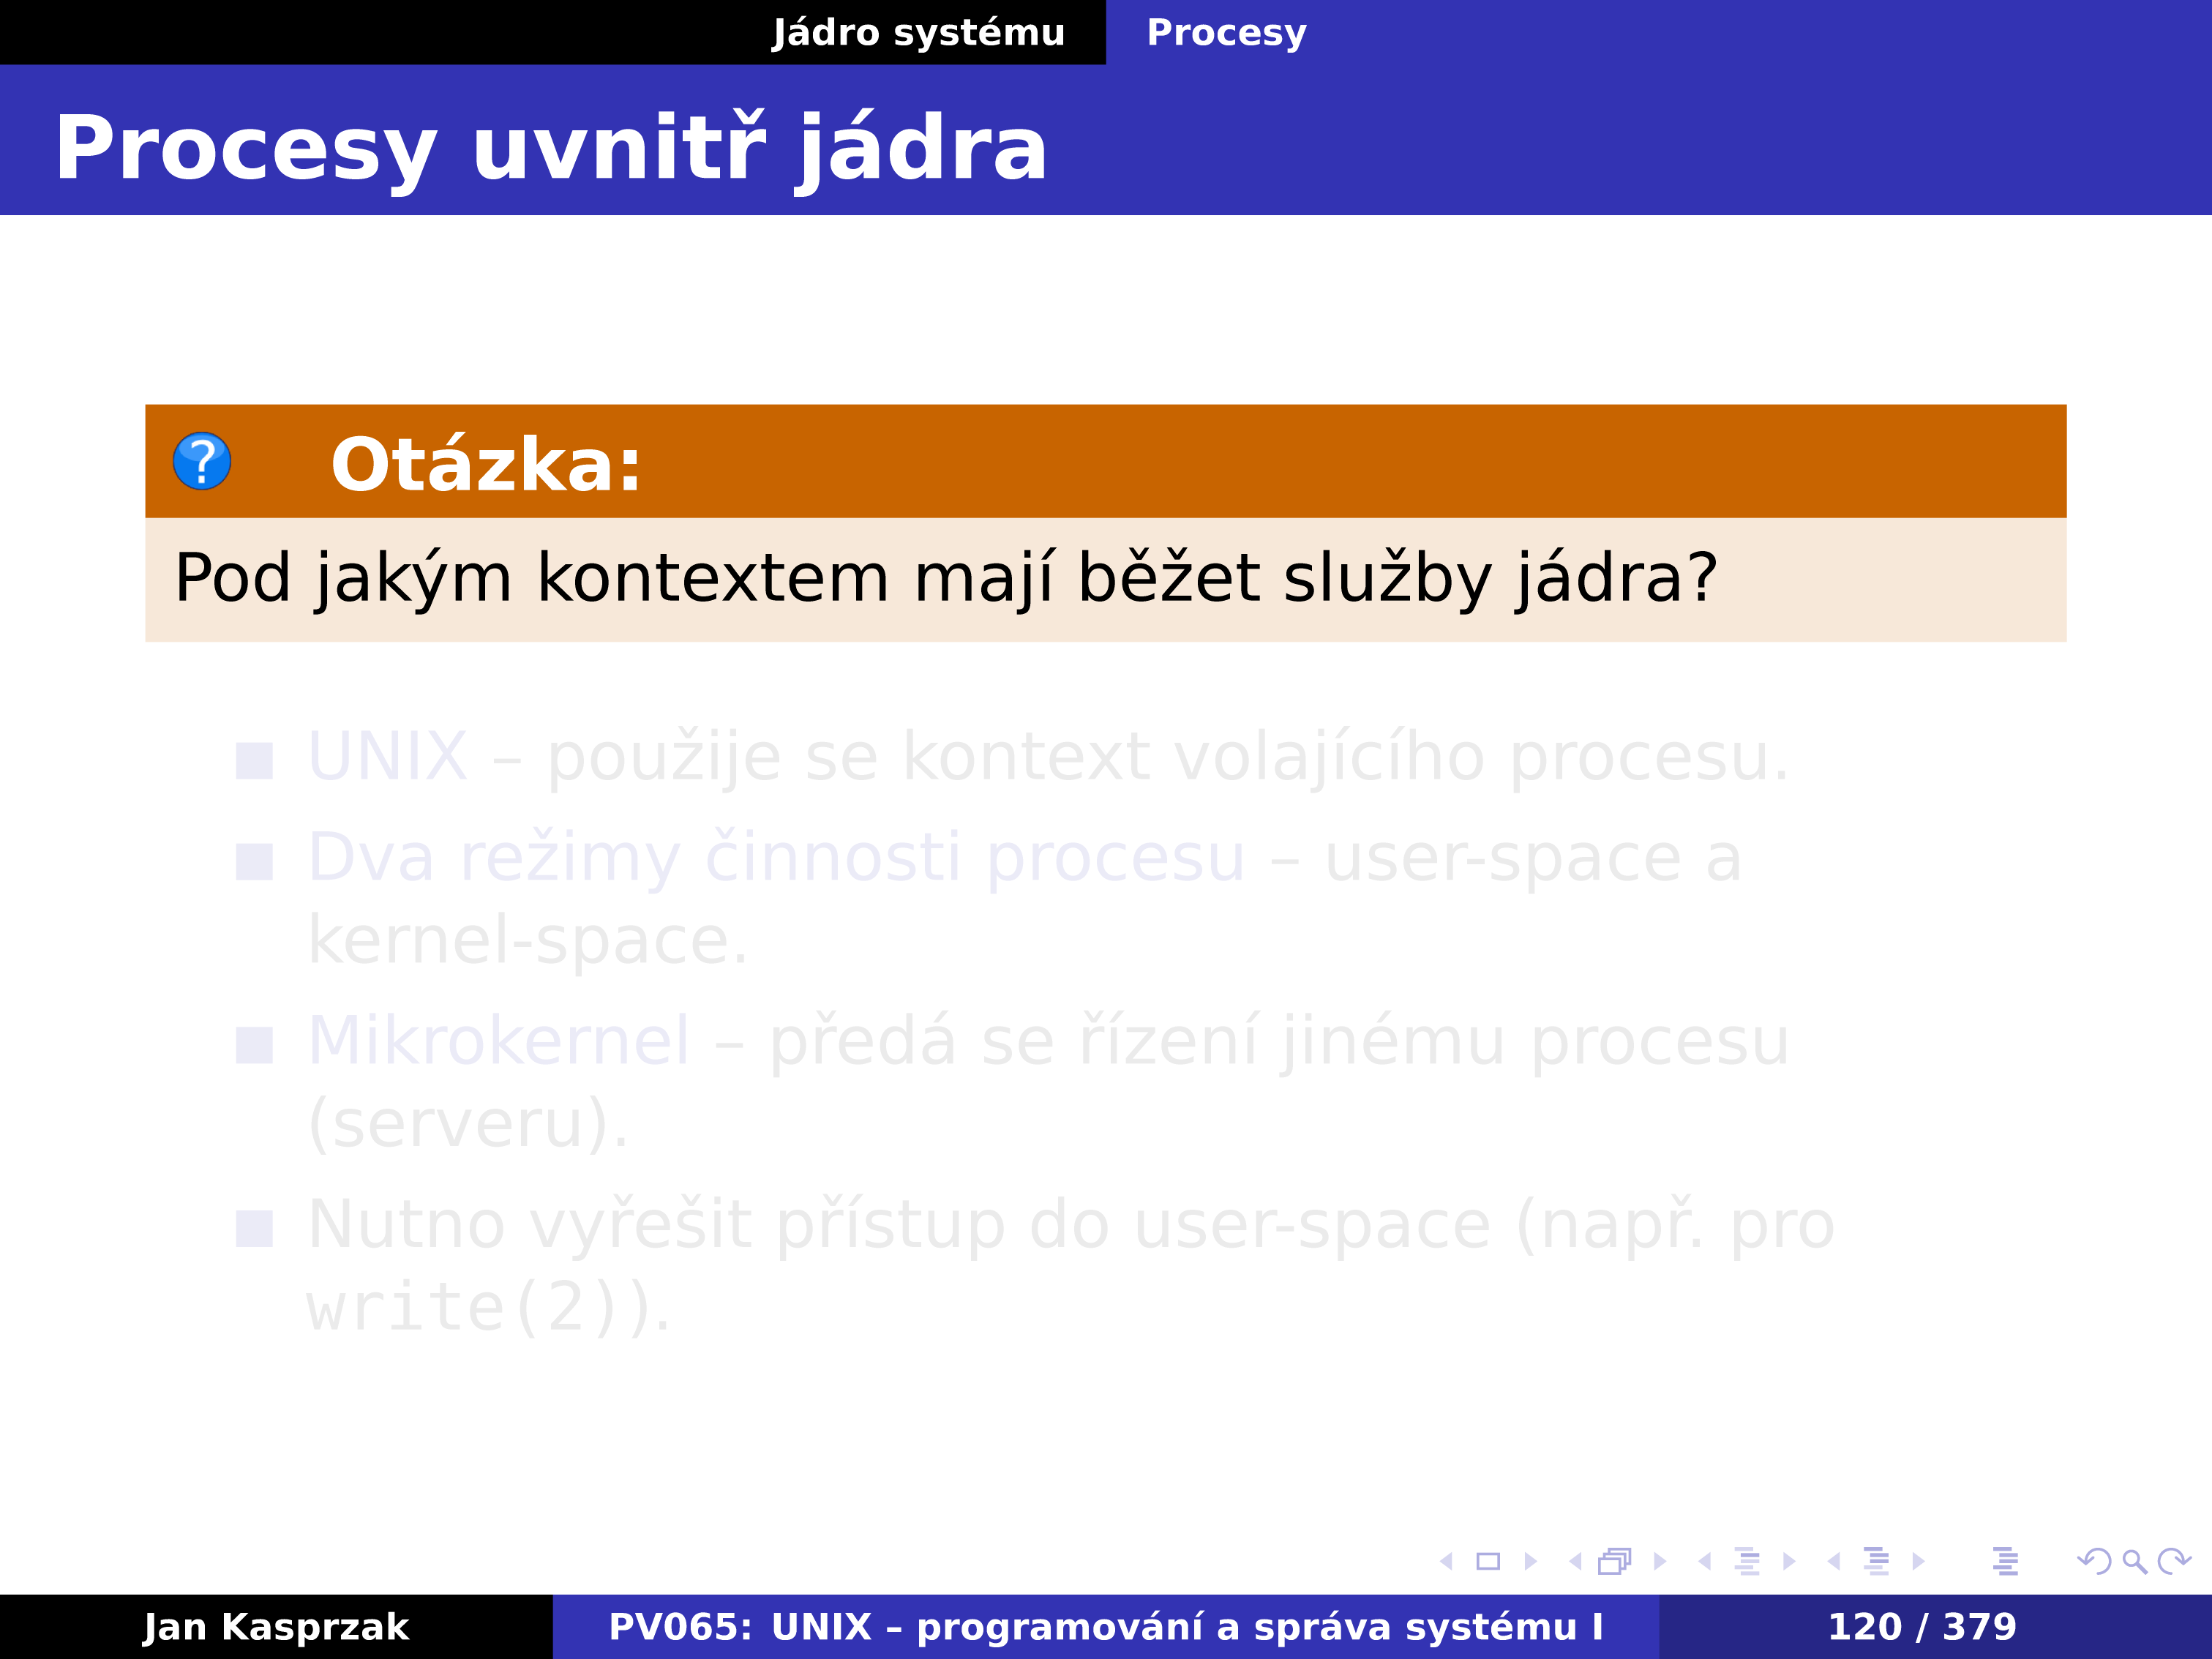 Jádro systému Procesy
Procesy uvnitř jádra
? Otázka:
Pod jakým kontextem mají běžet služby jádra?
UNIX – použije se kontext volajícího procesu.
Dva režimy činnosti procesu – user-space a
kernel-space.
Mikrokernel – předá se řízení jinému procesu
(serveru).
Nutno vyřešit přístup do user-space (např. pro
write(2)).
Jan Kasprzak PV065: UNIX – programování a správa systému I 120 / 379